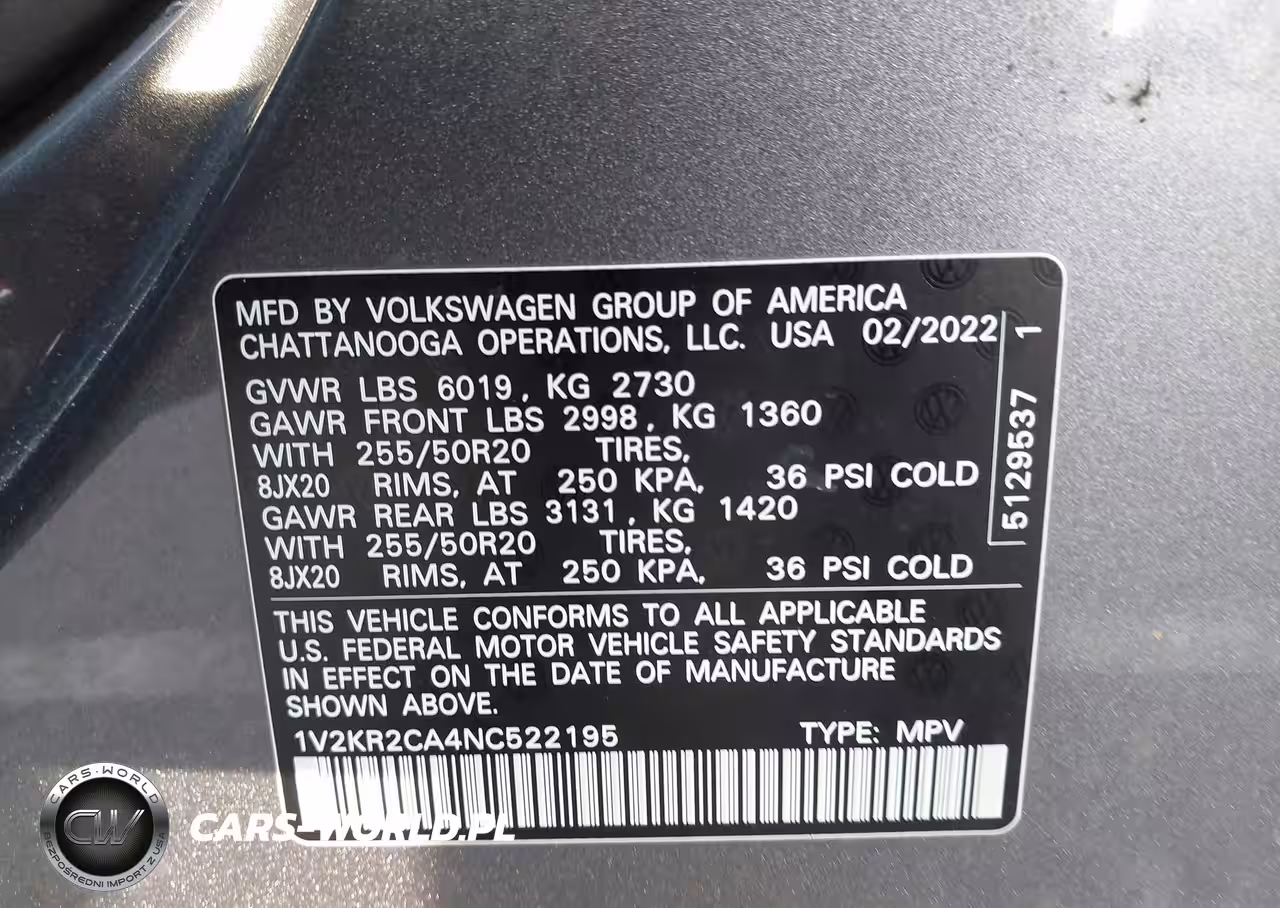 MFD BY VOLKSWAGEN GROUP OF AMERICA
CHATTANOOGA OPERATIONS, LLC. USA 02/2022
GVWR LBS 6019, KG 2730
GAWR FRONT LBS 2998, KG 1360
WITH 255/50R20 TIRES,
8JX20 RIMS, AT 250 KPA, 36 PSI COLD
GAWR REAR LBS 3131, KG 1420
WITH 255/50R20 TIRES,
8JX20 RIMS, AT 250 KPA, 36 PSI COLD
5129537 1
THIS VEHICLE CONFORMS TO ALL APPLICABLE
U.S. FEDERAL MOTOR VEHICLE SAFETY STANDARDS
IN EFFECT ON THE DATE OF MANUFACTURE
SHOWN ABOVE.
1V2KR2CA4NC522195 TYPE: MPV
CARS-WORLD
CW
BEZPOŚREDNI IMPORT Z USA
CARS-WORLD.PL